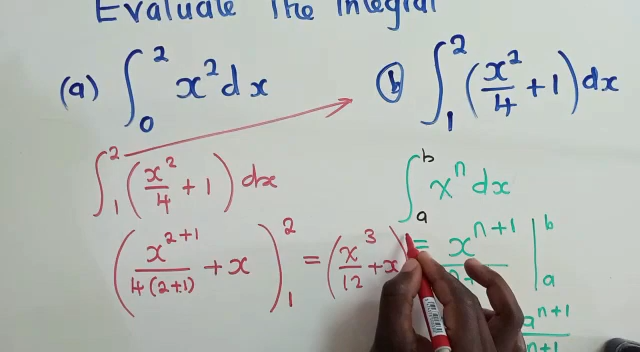 Evaluate The Integral
(a) ∫₀² x² dx
(b) ∫₁² (x²/4 + 1) dx
∫₁² (x²/4 + 1) dx
(x²⁺¹/4(2+1) + x)₁² = (x³/12 + x)
∫ₐᵇ xⁿ dx
= xⁿ⁺¹ |ₐᵇ
aⁿ⁺¹/n+1